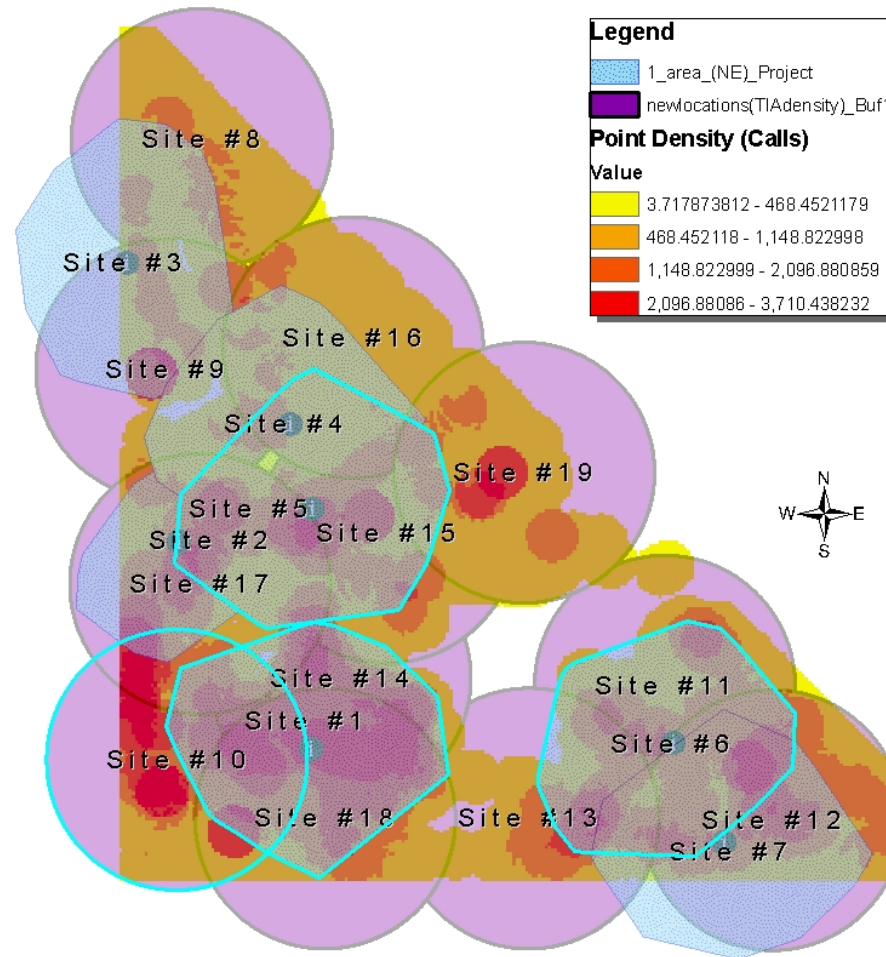 Legend
1_area_(NE)_Project
newlocations(TIAdensity)_Buf
Point Density (Calls)
Value
3.717873812 - 468.4521179
468.452118 - 1,148.822998
1,148.822999 - 2,096.880859
2,096.88086 - 3,710.438232
Site #8
Site #3
Site #16
Site #9
Site #4
Site #19
Site #5
Site #15
Site #2
Site #17
N
W E
S
Site #14
Site #11
Site #1
Site #6
Site #10
Site #18
Site #13
Site #12
Site #7